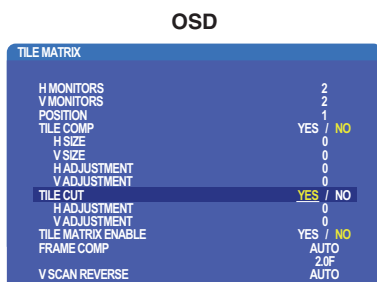 OSD
TILE MATRIX
H MONITORS 2
V MONITORS 2
POSITION 1
TILE COMP YES / NO
H SIZE 0
V SIZE 0
H ADJUSTMENT 0
V ADJUSTMENT 0
TILE CUT YES / NO
H ADJUSTMENT 0
V ADJUSTMENT 0
TILE MATRIX ENABLE YES / NO
FRAME COMP AUTO
2.0F
V SCAN REVERSE AUTO